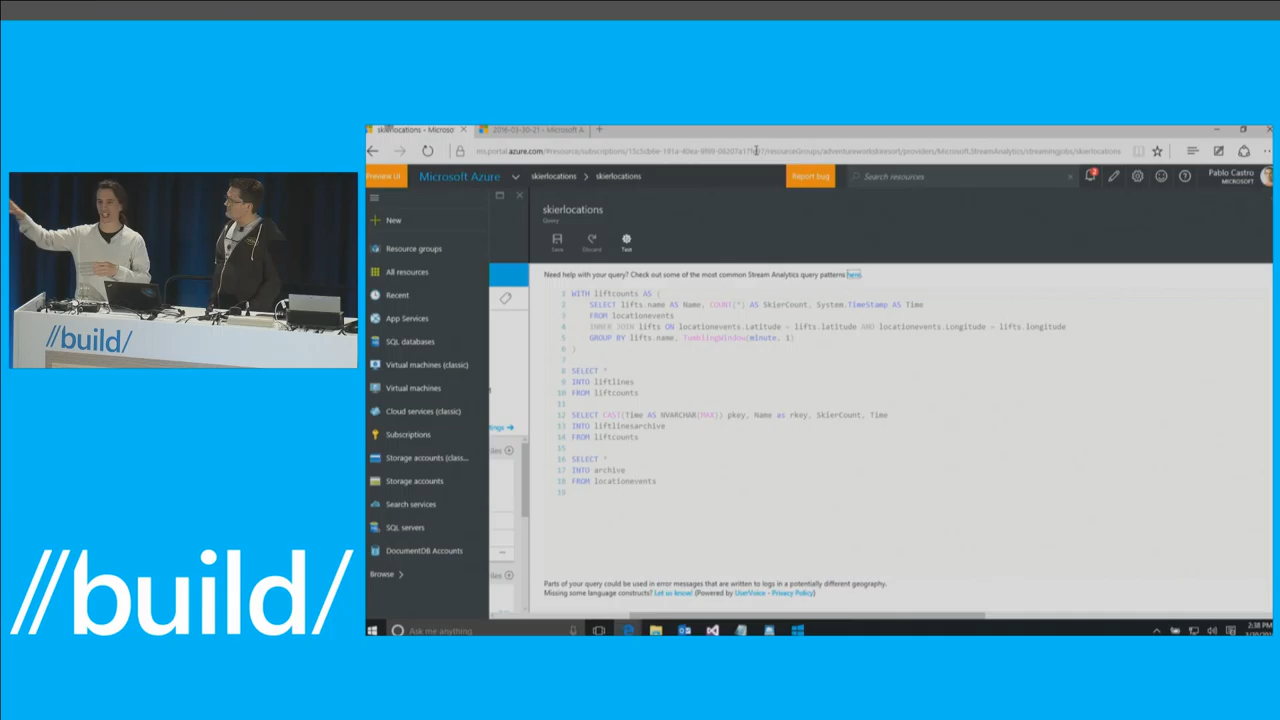 skierlocations - Microso
2016-03-30-21 - Microsoft A
Preview UI
Microsoft Azure
skierlocations
skierlocations
Report bug
Search resources
2
Pablo Castro
MICROSOFT
New
Resource groups
All resources
Recent
App Services
SQL databases
Virtual machines (classic)
Virtual machines
Cloud services (classic)
Subscriptions
Storage accounts (class...
Storage accounts
Search services
SQL servers
DocumentDB Accounts
Browse
skierlocations
Query
Save
Discard
Test
Need help with your query? Check out some of the most common Stream Analytics query patterns here.
1 WITH liftcounts AS (
2 SELECT lifts.name AS Name, COUNT(*) AS SkierCount, System.TimeStamp AS Time
3 FROM locationevents
4 INNER JOIN lifts ON locationevents.Latitude = lifts.latitude AND locationevents.Longitude = lifts.longitude
5 GROUP BY lifts.name, TumblingWindow(minute, 1)
6 )
7
8 SELECT *
9 INTO liftlines
10 FROM liftcounts
11
12 SELECT CAST(Time AS NVARCHAR(MAX)) pkey, Name as rkey, SkierCount, Time
13 INTO liftlinesarchive
14 FROM liftcounts
15
16 SELECT *
17 INTO archive
18 FROM locationevents
19
Parts of your query could be used in error messages that are written to logs in a potentially different geography.
Missing some language constructs? Let us know! (Powered by UserVoice - Privacy Policy)
Ask me anything
2:38 PM
//build/
//build/